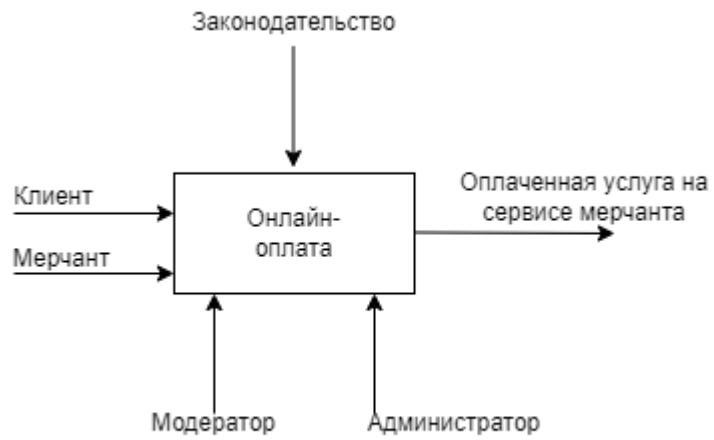 Законодательство
Клиент
Мерчант
Онлайн-
оплата
Оплаченная услуга на
сервисе мерчанта
Модератор
Администратор